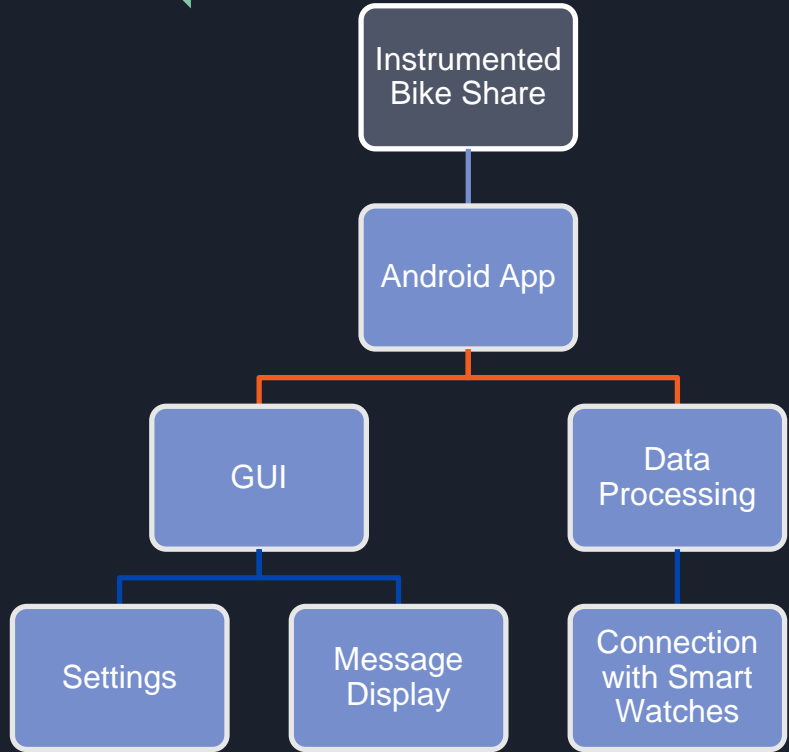 Instrumented
Bike Share
Android App
GUI
Data
Processing
Settings
Message
Display
Connection
with Smart
Watches